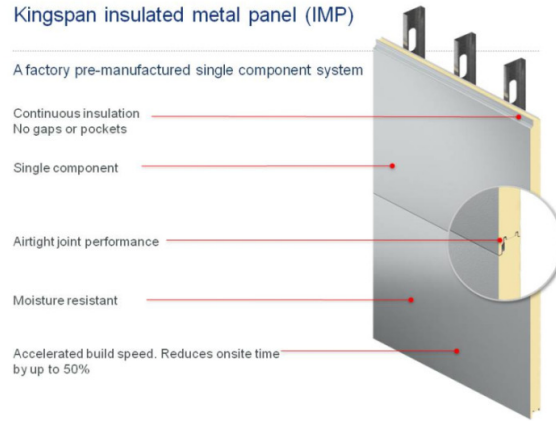 Kingspan insulated metal panel (IMP)
A factory pre-manufactured single component system
Continuous insulation
No gaps or pockets
Single component
Airtight joint performance
Moisture resistant
Accelerated build speed. Reduces onsite time
by up to 50%